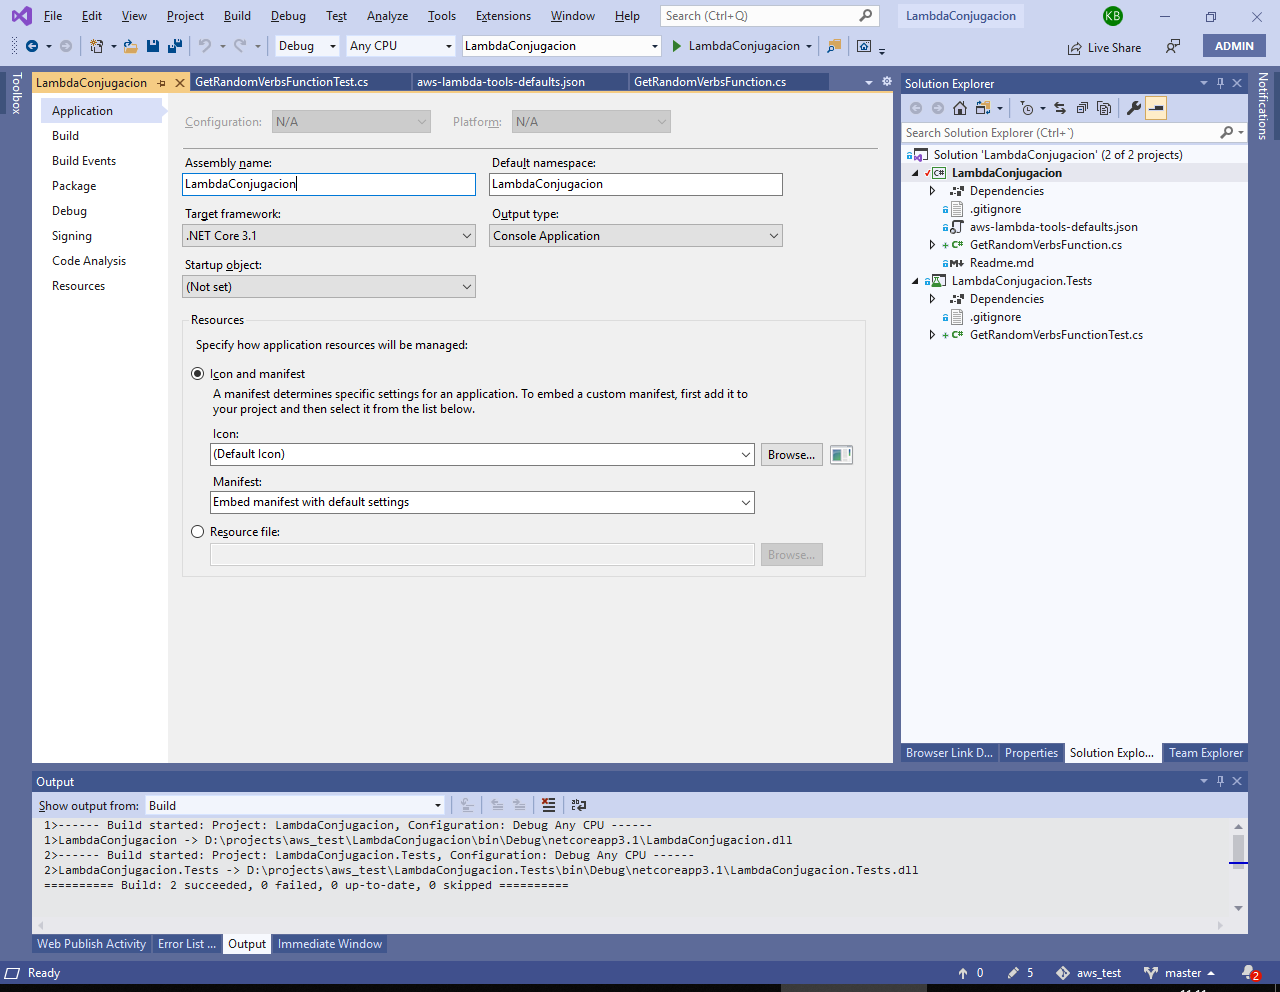 File Edit View Project Build Debug Test Analyze Tools Extensions Window Help Search (Ctrl+Q) LambdaConjugacion KB
Debug Any CPU LambdaConjugacion LambdaConjugacion Live Share ADMIN
Toolbox
LambdaConjugacion GetRandomVerbsFunctionTest.cs aws-lambda-tools-defaults.json GetRandomVerbsFunction.cs
Application
Build
Build Events
Package
Debug
Signing
Code Analysis
Resources
Configuration: N/A Platform: N/A
Assembly name: Default namespace:
LambdaConjugacion LambdaConjugacion
Target framework: Output type:
.NET Core 3.1 Console Application
Startup object:
(Not set)
Resources
Specify how application resources will be managed:
Icon and manifest
A manifest determines specific settings for an application. To embed a custom manifest, first add it to
your project and then select it from the list below.
Icon:
(Default Icon) Browse...
Manifest:
Embed manifest with default settings
Resource file:
Browse...
Solution Explorer
Search Solution Explorer (Ctrl+`)
Solution 'LambdaConjugacion' (2 of 2 projects)
C# LambdaConjugacion
Dependencies
.gitignore
aws-lambda-tools-defaults.json
+ C# GetRandomVerbsFunction.cs
M Readme.md
LambdaConjugacion.Tests
Dependencies
.gitignore
+ C# GetRandomVerbsFunctionTest.cs
Browser Link D... Properties Solution Explo... Team Explorer
Notifications
Output
Show output from: Build
1>------ Build started: Project: LambdaConjugacion, Configuration: Debug Any CPU ------
1>LambdaConjugacion -> D:\projects\aws_test\LambdaConjugacion\bin\Debug\netcoreapp3.1\LambdaConjugacion.dll
2>------ Build started: Project: LambdaConjugacion.Tests, Configuration: Debug Any CPU ------
2>LambdaConjugacion.Tests -> D:\projects\aws_test\LambdaConjugacion.Tests\bin\Debug\netcoreapp3.1\LambdaConjugacion.Tests.dll
========== Build: 2 succeeded, 0 failed, 0 up-to-date, 0 skipped ==========
Web Publish Activity Error List ... Output Immediate Window
Ready 0 5 aws_test master 2